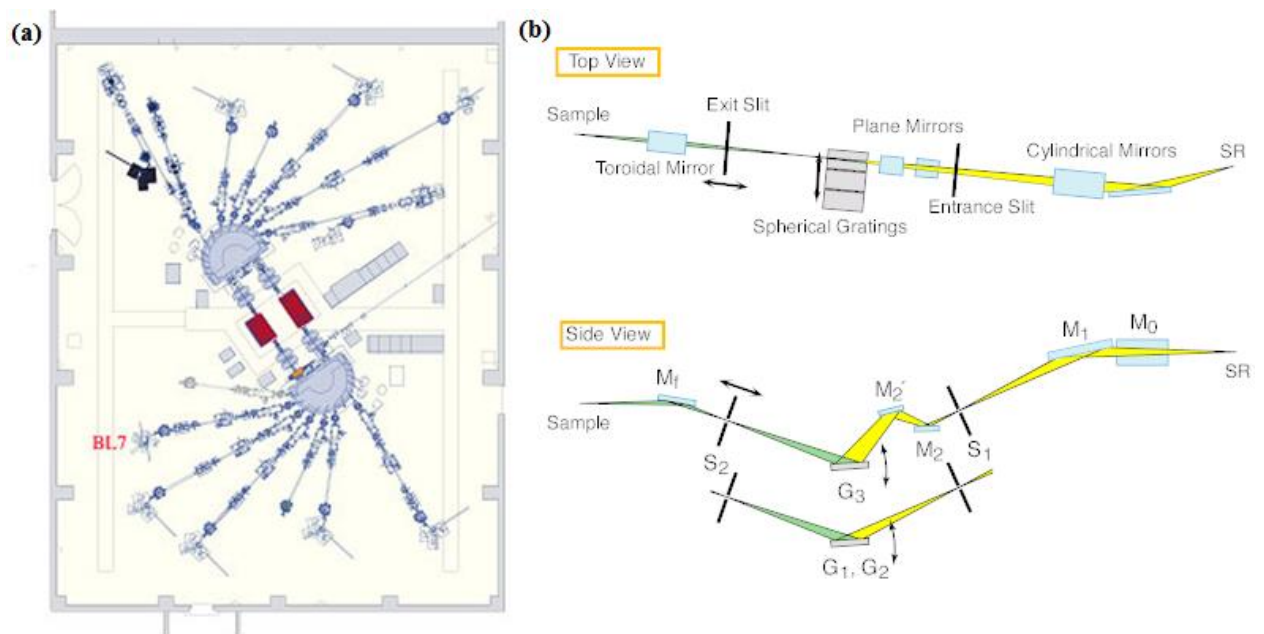 (a)
BL7
(b)
Top View
Sample
Exit Slit
Toroidal Mirror
Plane Mirrors
Spherical Gratings
Entrance Slit
Cylindrical Mirrors
SR
Side View
Sample
Mf
S2
G3
M2'
M2
S1
M1
M0
SR
G1, G2